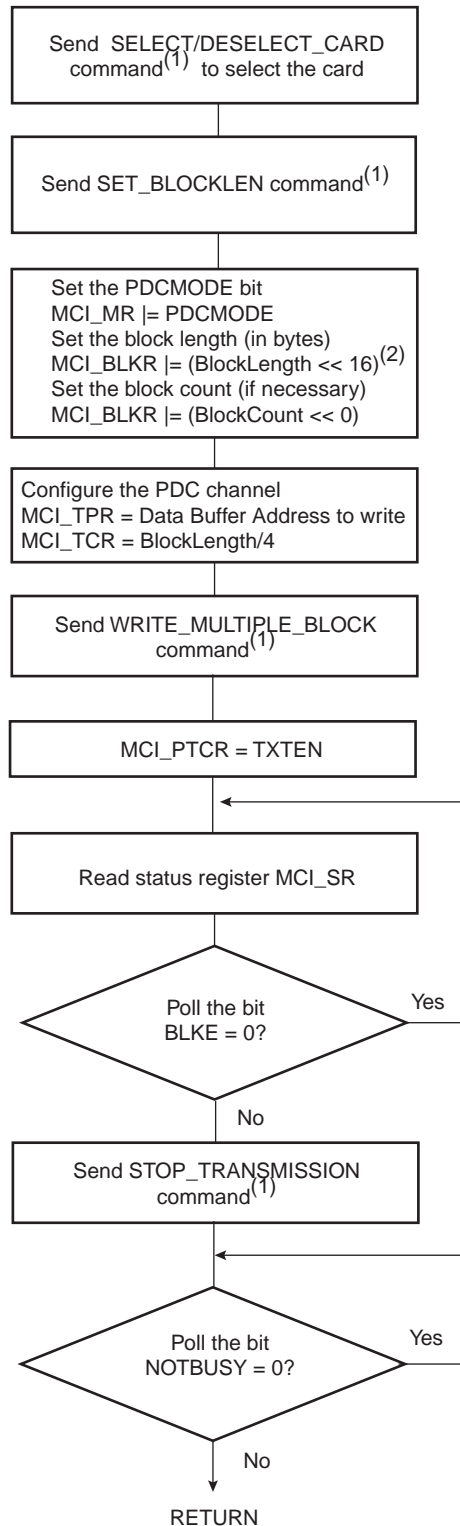 Send SELECT/DESELECT_CARD
command(1) to select the card
Send SET_BLOCKLEN command(1)
Set the PDCMODE bit
MCI_MR |= PDCMODE
Set the block length (in bytes)
MCI_BLKR |= (BlockLength << 16)(2)
Set the block count (if necessary)
MCI_BLKR |= (BlockCount << 0)
Configure the PDC channel
MCI_TPR = Data Buffer Address to write
MCI_TCR = BlockLength/4
Send WRITE_MULTIPLE_BLOCK
command(1)
MCI_PTCR = TXTEN
Read status register MCI_SR
Poll the bit
BLKE = 0?
Yes
No
Send STOP_TRANSMISSION
command(1)
Poll the bit
NOTBUSY = 0?
Yes
No
RETURN